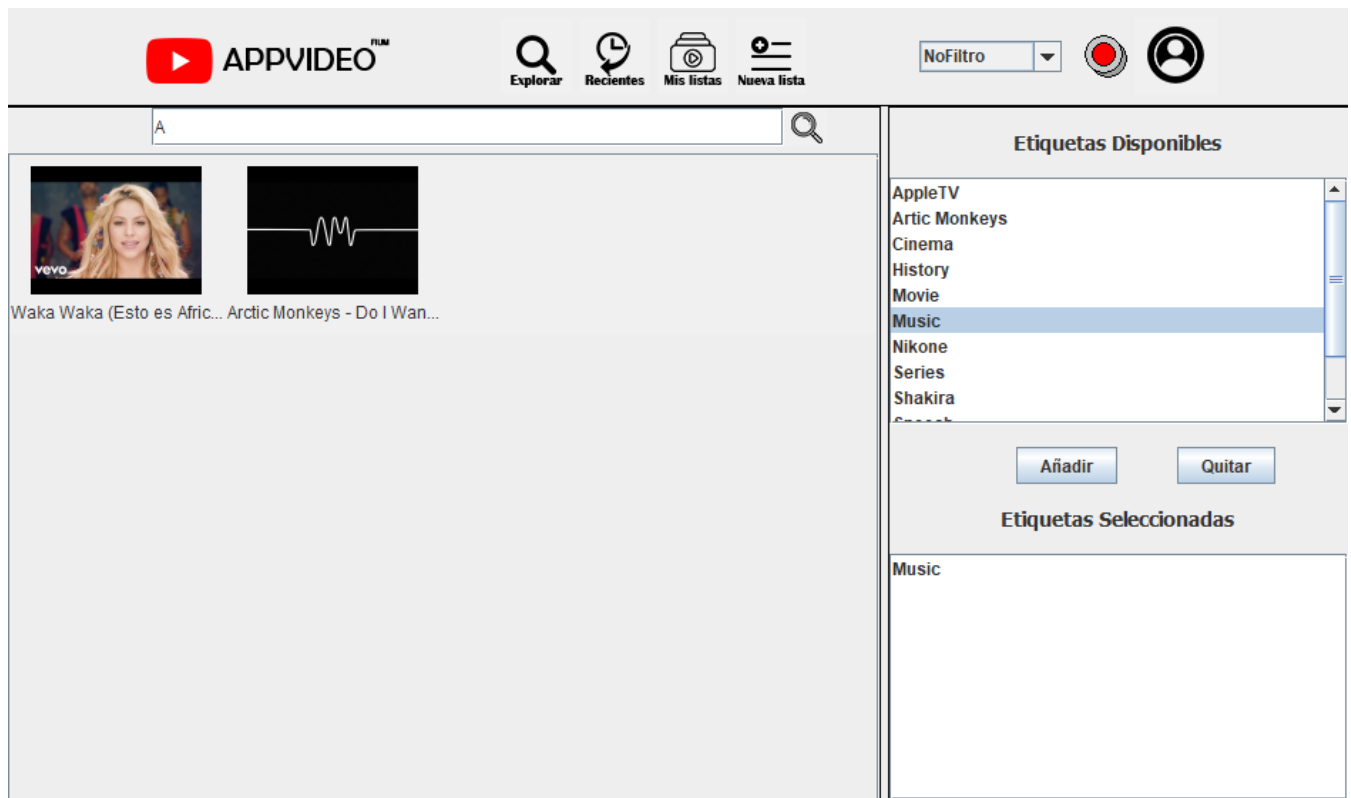 APPVIDEO
Explorar
Recientes
Mis listas
Nueva lista
NoFiltro
A
vevo
Waka Waka (Esto es Afric...
Arctic Monkeys - Do I Wan...
Etiquetas Disponibles
AppleTV
Artic Monkeys
Cinema
History
Movie
Music
Nikone
Series
Shakira
Añadir
Quitar
Etiquetas Seleccionadas
Music